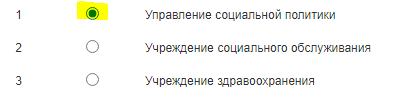 1 Управление социальной политики
2 Учреждение социального обслуживания
3 Учреждение здравоохранения